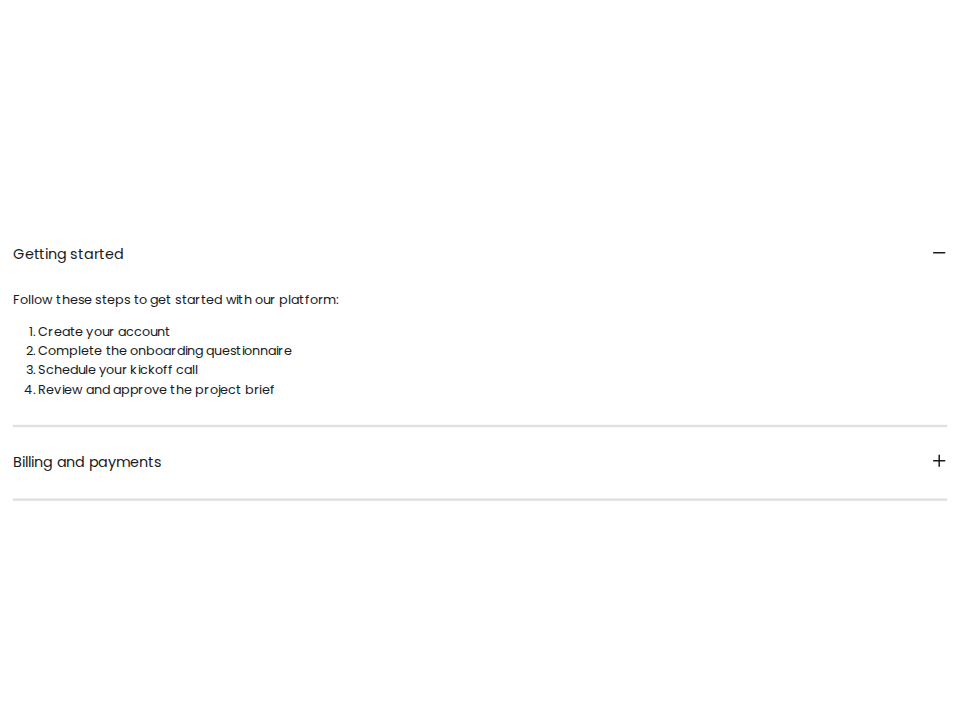 Getting started
Follow these steps to get started with our platform:
1. Create your account
2. Complete the onboarding questionnaire
3. Schedule your kickoff call
4. Review and approve the project brief
Billing and payments